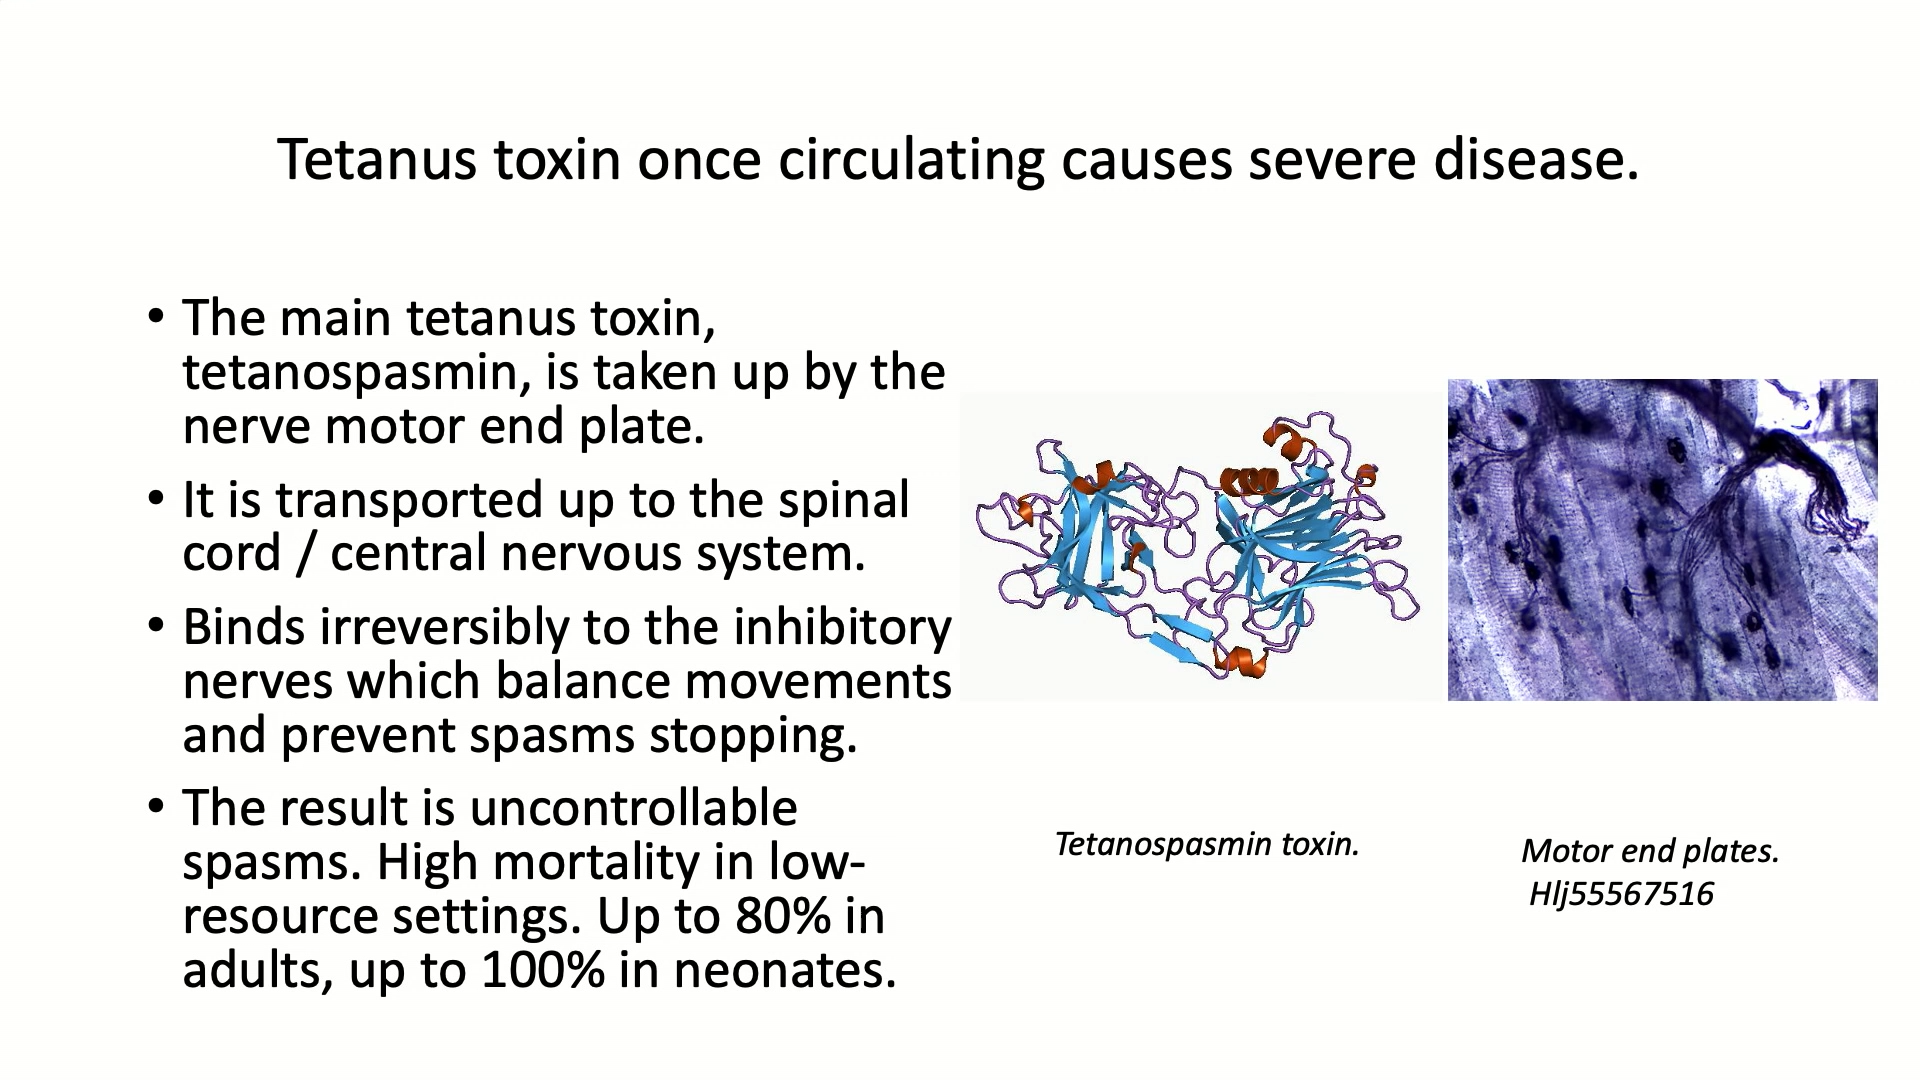 Tetanus toxin once circulating causes severe disease.
• The main tetanus toxin,
tetanospasmin, is taken up by the
nerve motor end plate.
• It is transported up to the spinal
cord / central nervous system.
• Binds irreversibly to the inhibitory
nerves which balance movements
and prevent spasms stopping.
• The result is uncontrollable
spasms. High mortality in low-
resource settings. Up to 80% in
adults, up to 100% in neonates.
Tetanospasmin toxin.
Motor end plates.
Hlj55567516